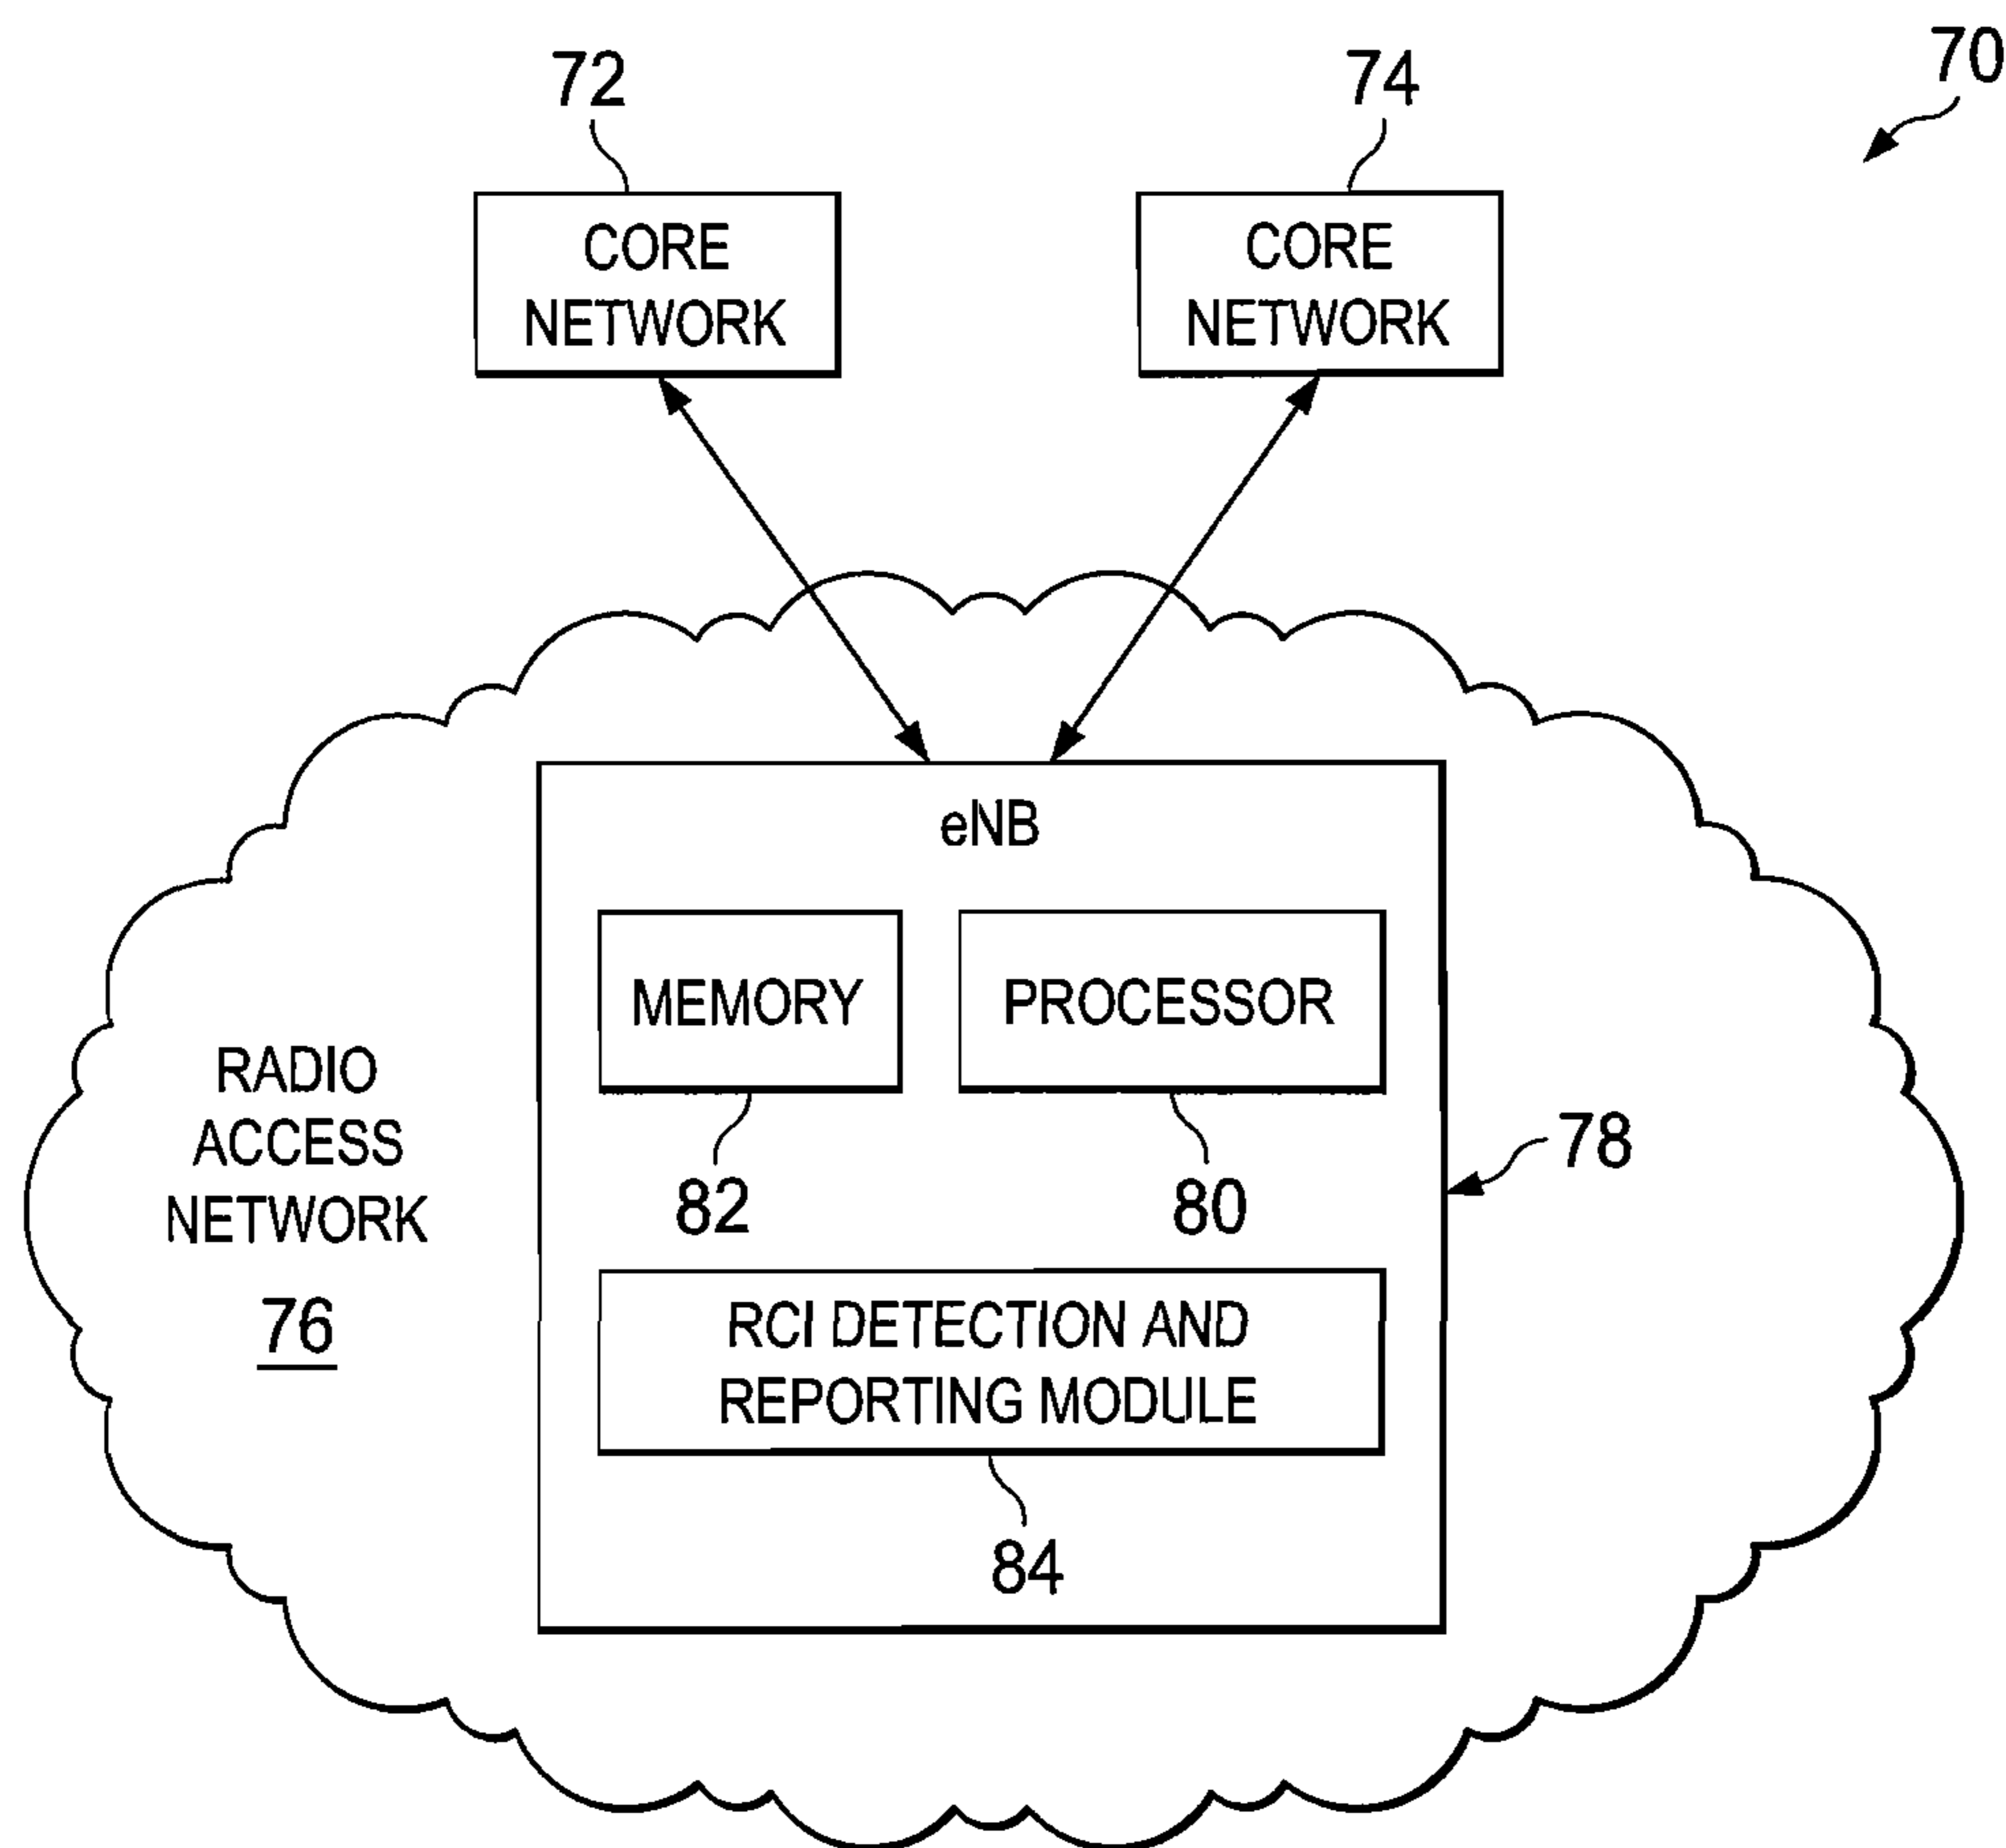 70
72
74
CORE
NETWORK
CORE
NETWORK
eNB
MEMORY
PROCESSOR
82
80
78
RADIO
ACCESS
NETWORK
76
RCI DETECTION AND
REPORTING MODULE
84